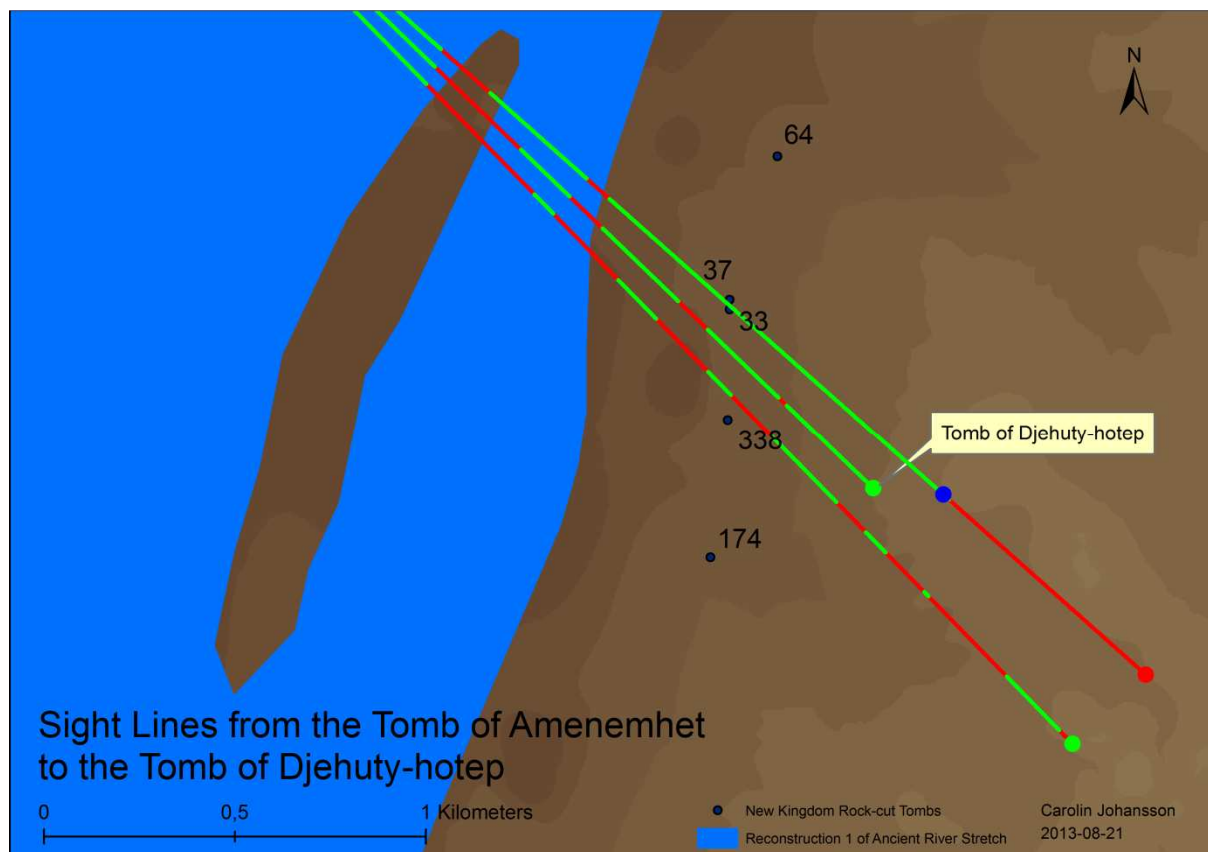 N
64
37
33
338
Tomb of Djehuty-hotep
174
Sight Lines from the Tomb of Amenemhet
to the Tomb of Djehuty-hotep
0 0,5 1 Kilometers
New Kingdom Rock-cut Tombs
Reconstruction 1 of Ancient River Stretch
Carolin Johansson
2013-08-21